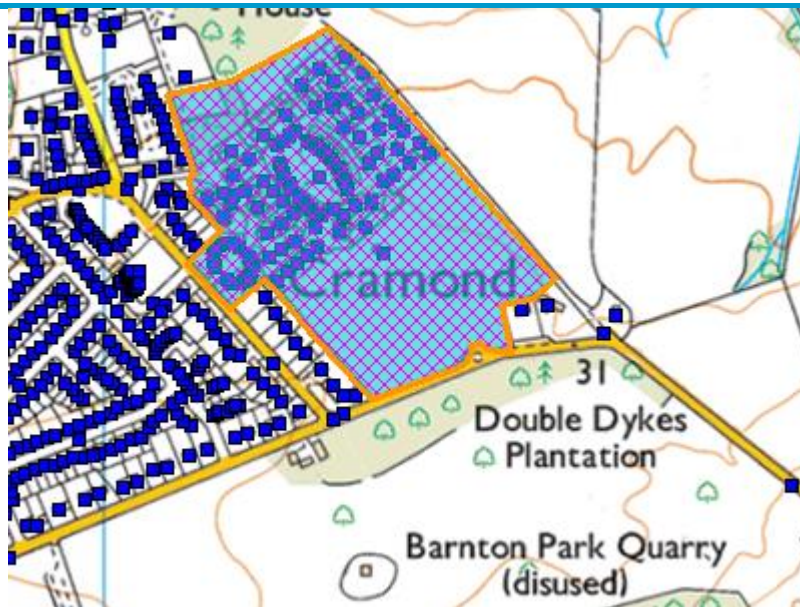 House
Cramond
31
Double Dykes
Plantation
Barnton Park Quarry
(disused)